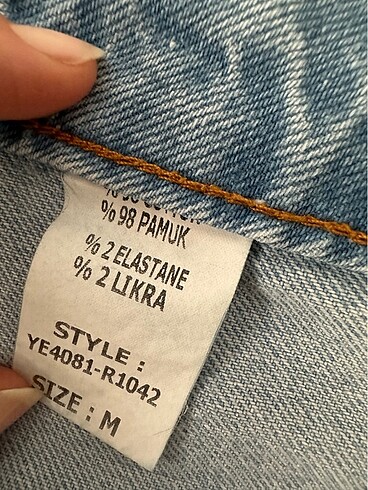 % 98 PAMUK
% 2 ELASTANE
% 2 LIKRA
STYLE :
YE4081-R1042
SIZE : M